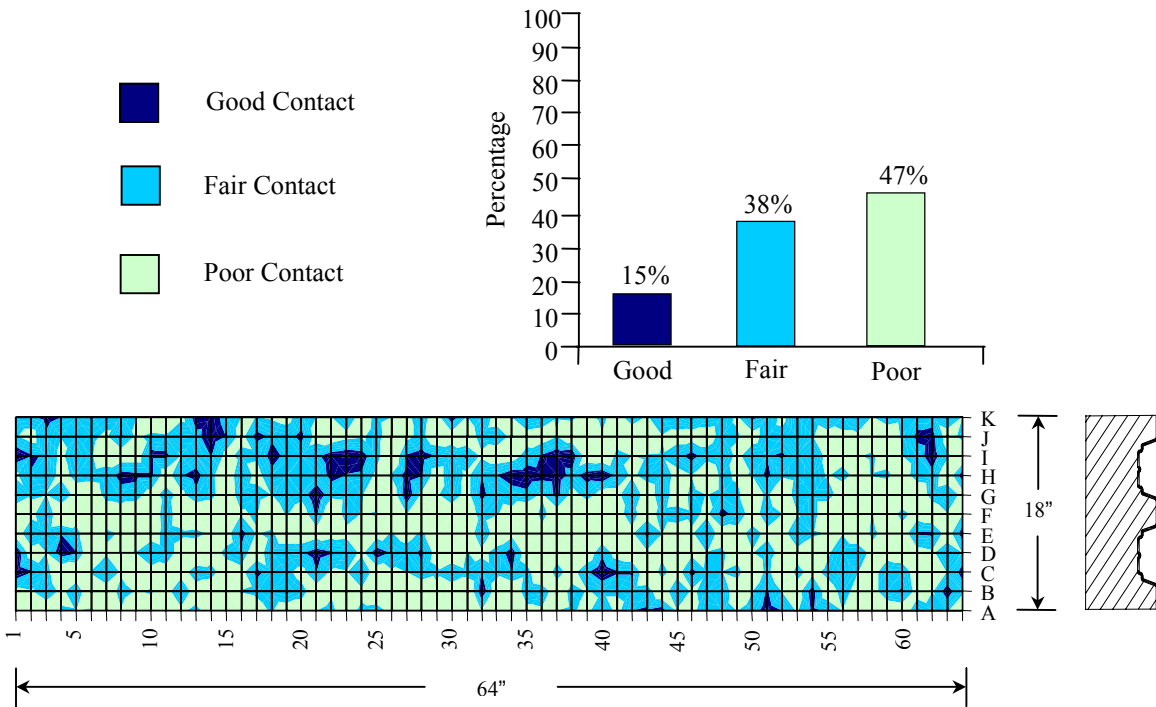 Good Contact
Fair Contact
Poor Contact
Percentage
100
90
80
70
60
50
40
30
20
10
0
15%
38%
47%
Good Fair Poor
K
J
I
H
G
F
E
D
C
B
A
1 5 10 15 20 25 30 35 40 45 50 55 60
18”
64”